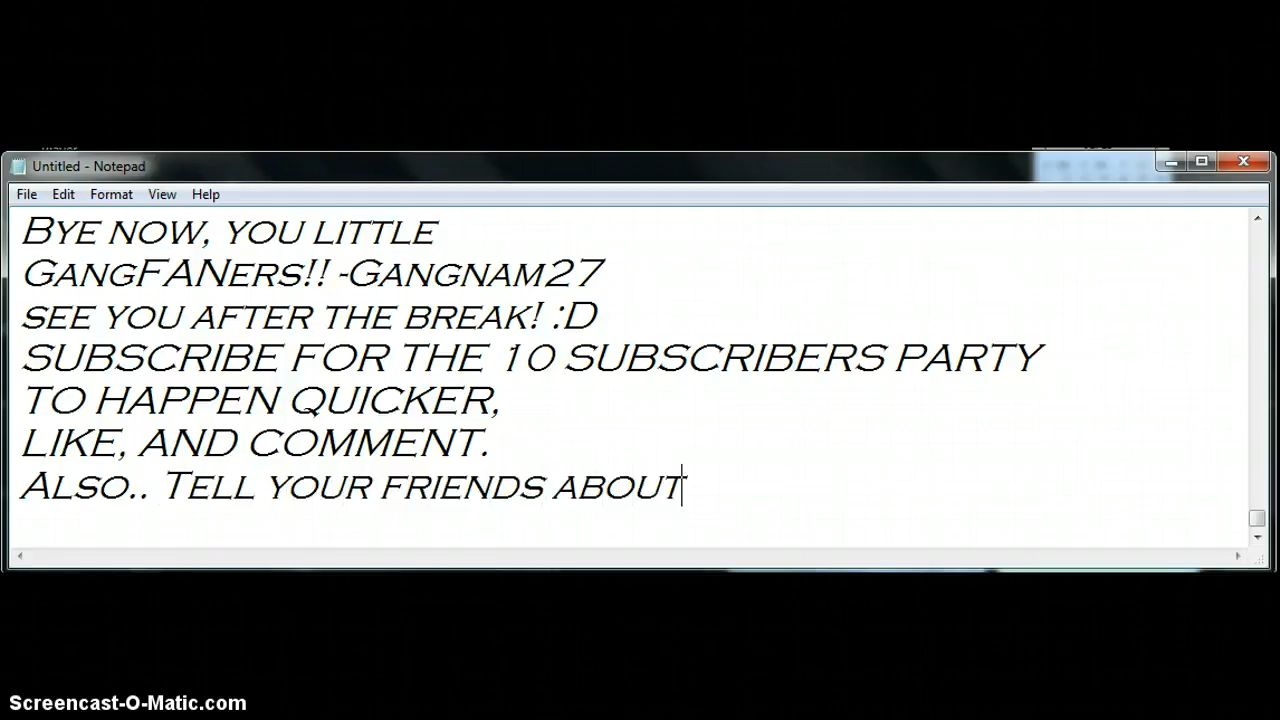 Untitled - Notepad
File Edit Format View Help
Bye now, you little
GangFANers!! -Gangnam27
see you after the break! :D
SUBSCRIBE FOR THE 10 SUBSCRIBERS PARTY
TO HAPPEN QUICKER,
LIKE, AND COMMENT.
Also.. Tell your friends about
Screencast-O-Matic.com